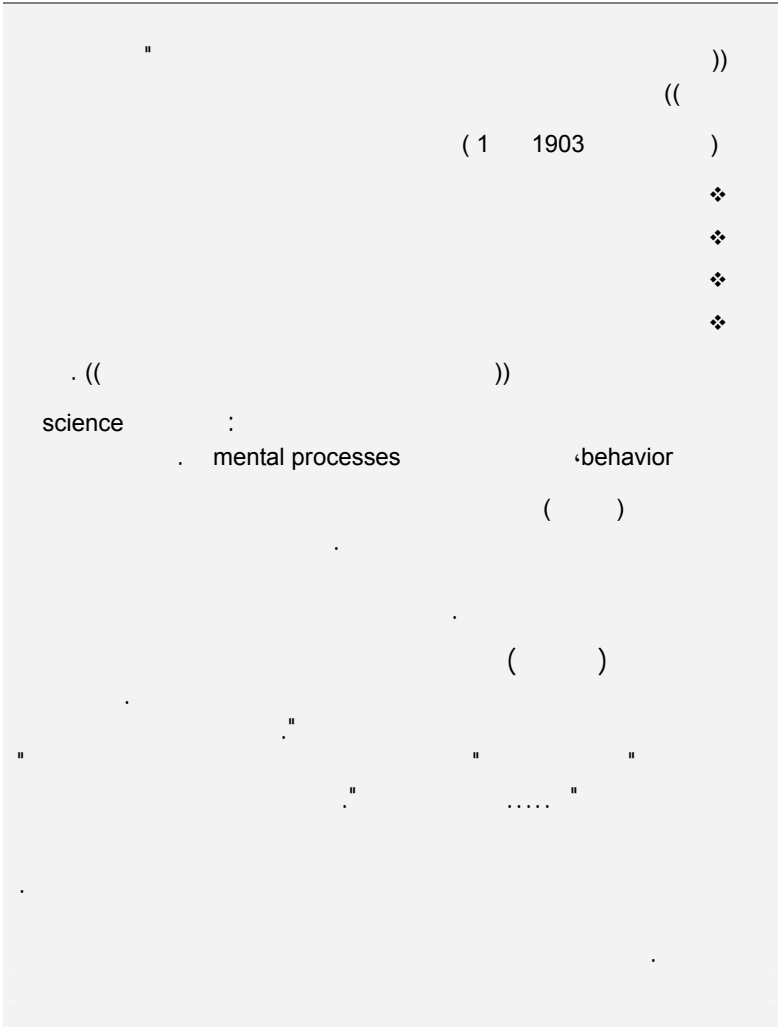 " ))
((
( 1 1903 )
❖
❖
❖
❖
. (( ))
science :
. mental processes ،behavior
( )
.
.
( )
.
."
" " "
." ..... "
.
.